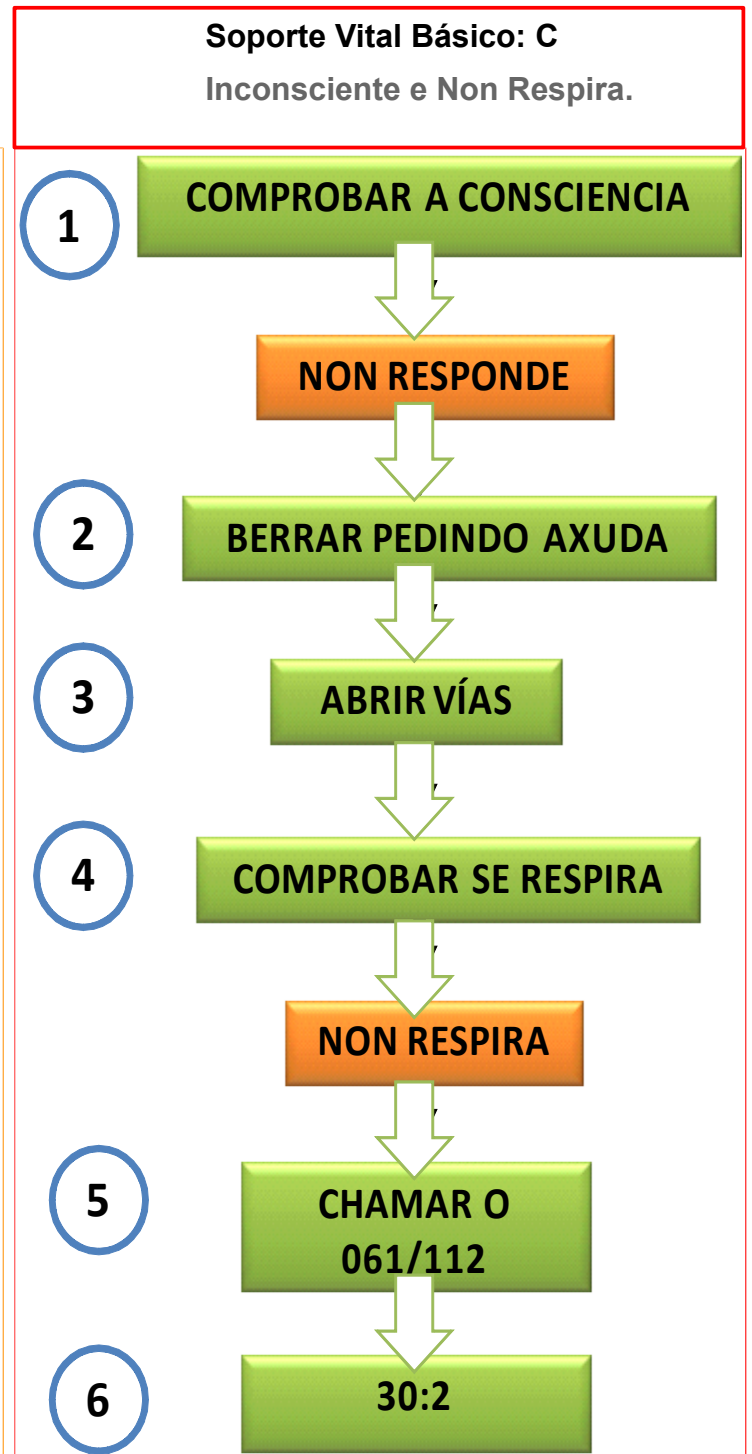 Soporte Vital Básico: C
Inconsciente e Non Respira.
1
COMPROBAR A CONSCIENCIA
NON RESPONDE
2
BERRAR PEDINDO AXUDA
3
ABRIR VÍAS
4
COMPROBAR SE RESPIRA
NON RESPIRA
5
CHAMAR O
061/112
6
30:2